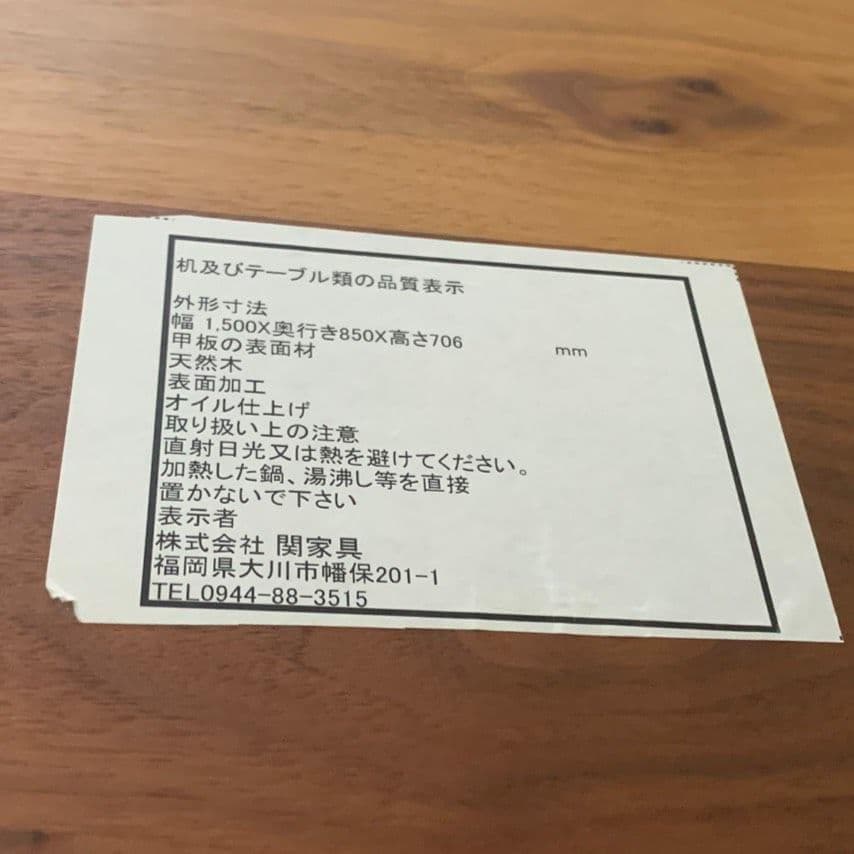 机及びテーブル類の品質表示
外形寸法
幅 1,500X奥行き850X高さ706 mm
甲板の表面材
天然木
表面加工
オイル仕上げ
取り扱い上の注意
直射日光又は熱を避けてください。
加熱した鍋、湯沸し等を直接
置かないで下さい
表示者
株式会社 関家具
福岡県大川市幡保201-1
TEL0944-88-3515